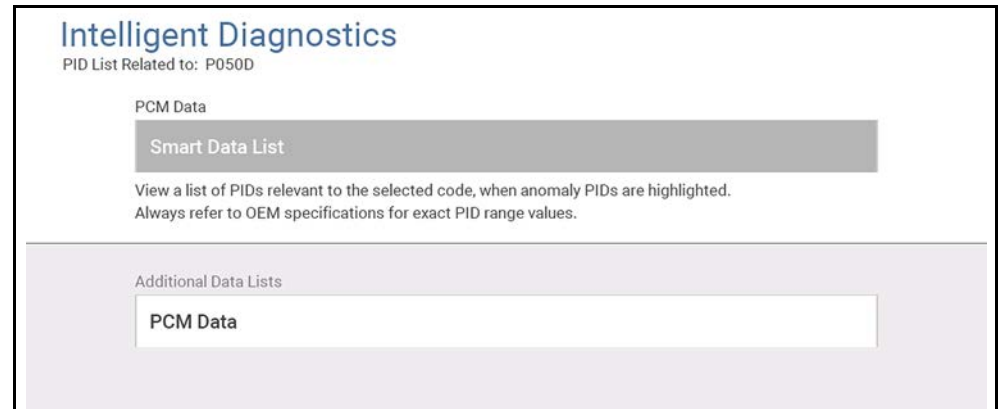 Intelligent Diagnostics
PID List Related to: P050D
PCM Data
Smart Data List
View a list of PIDs relevant to the selected code, when anomaly PIDs are highlighted.
Always refer to OEM specifications for exact PID range values.
Additional Data Lists
PCM Data